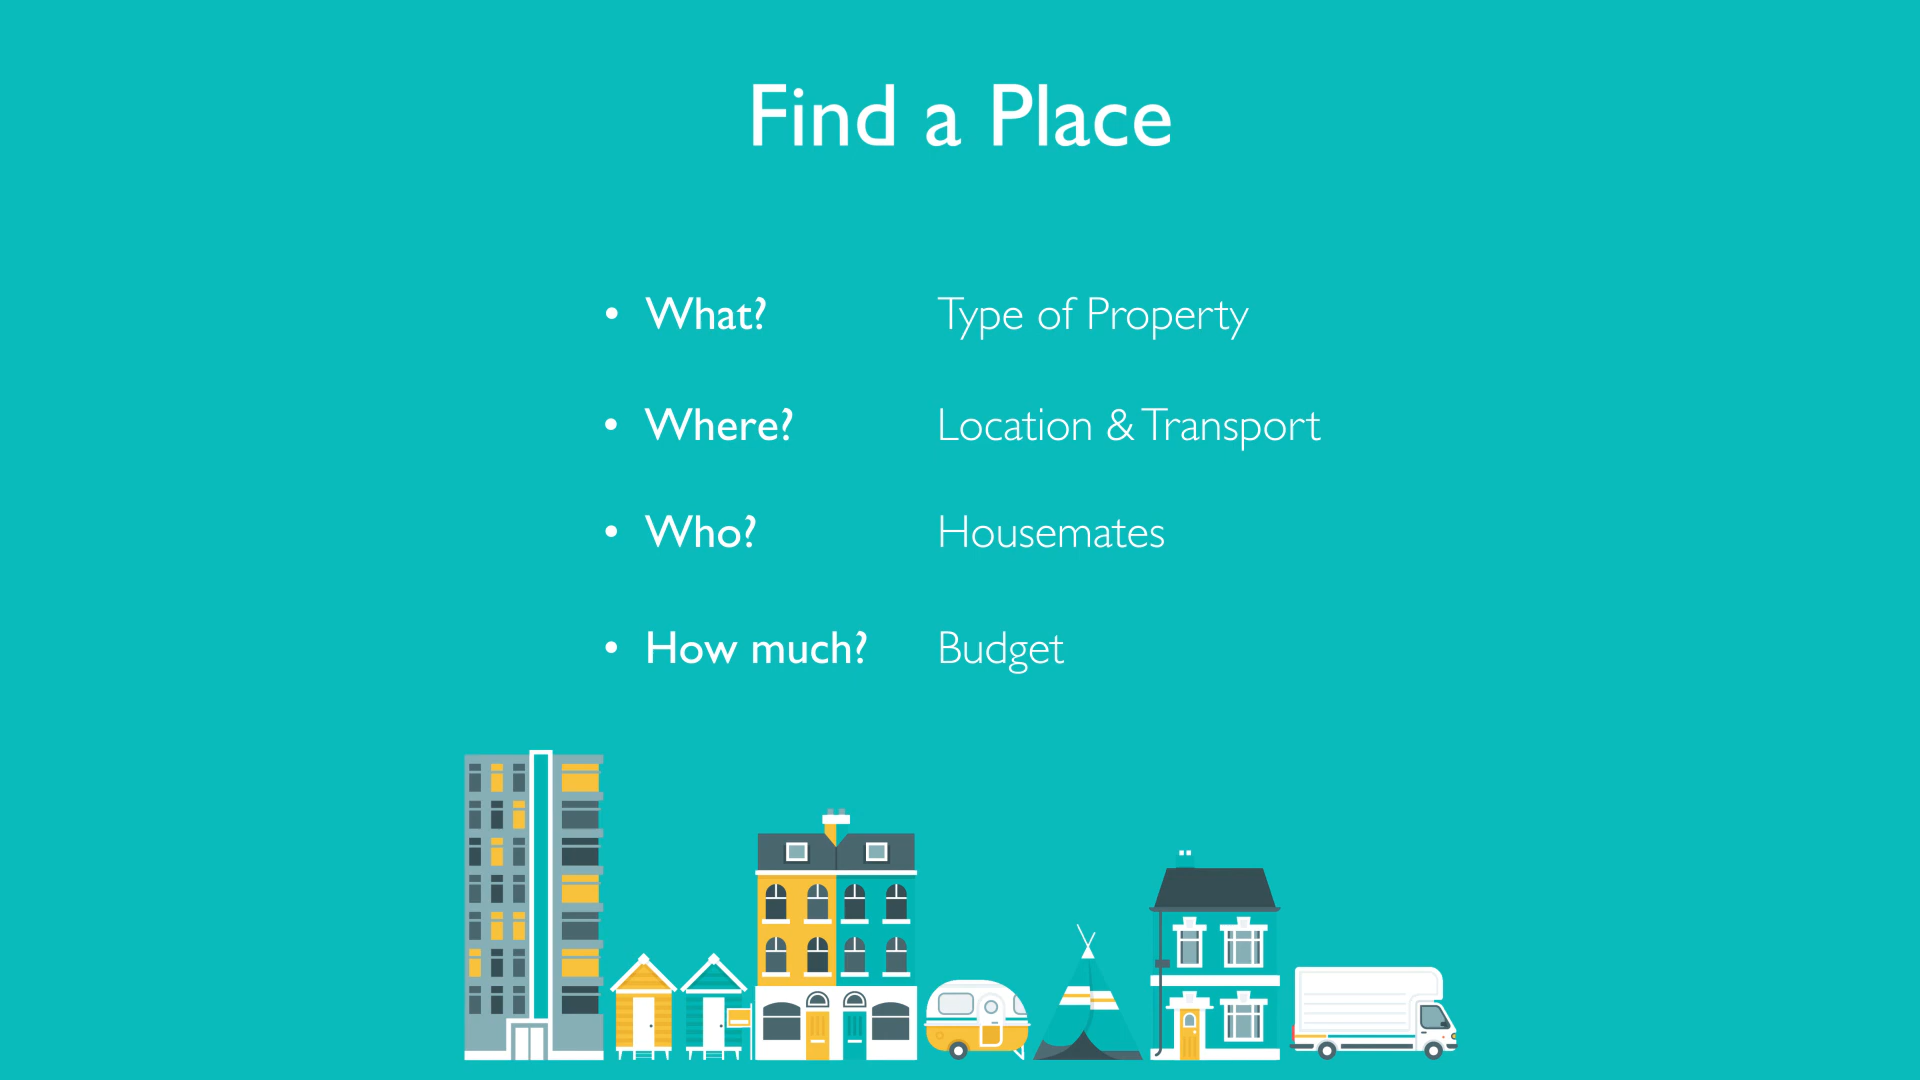 Find a Place
• What? Type of Property
• Where? Location & Transport
• Who? Housemates
• How much? Budget